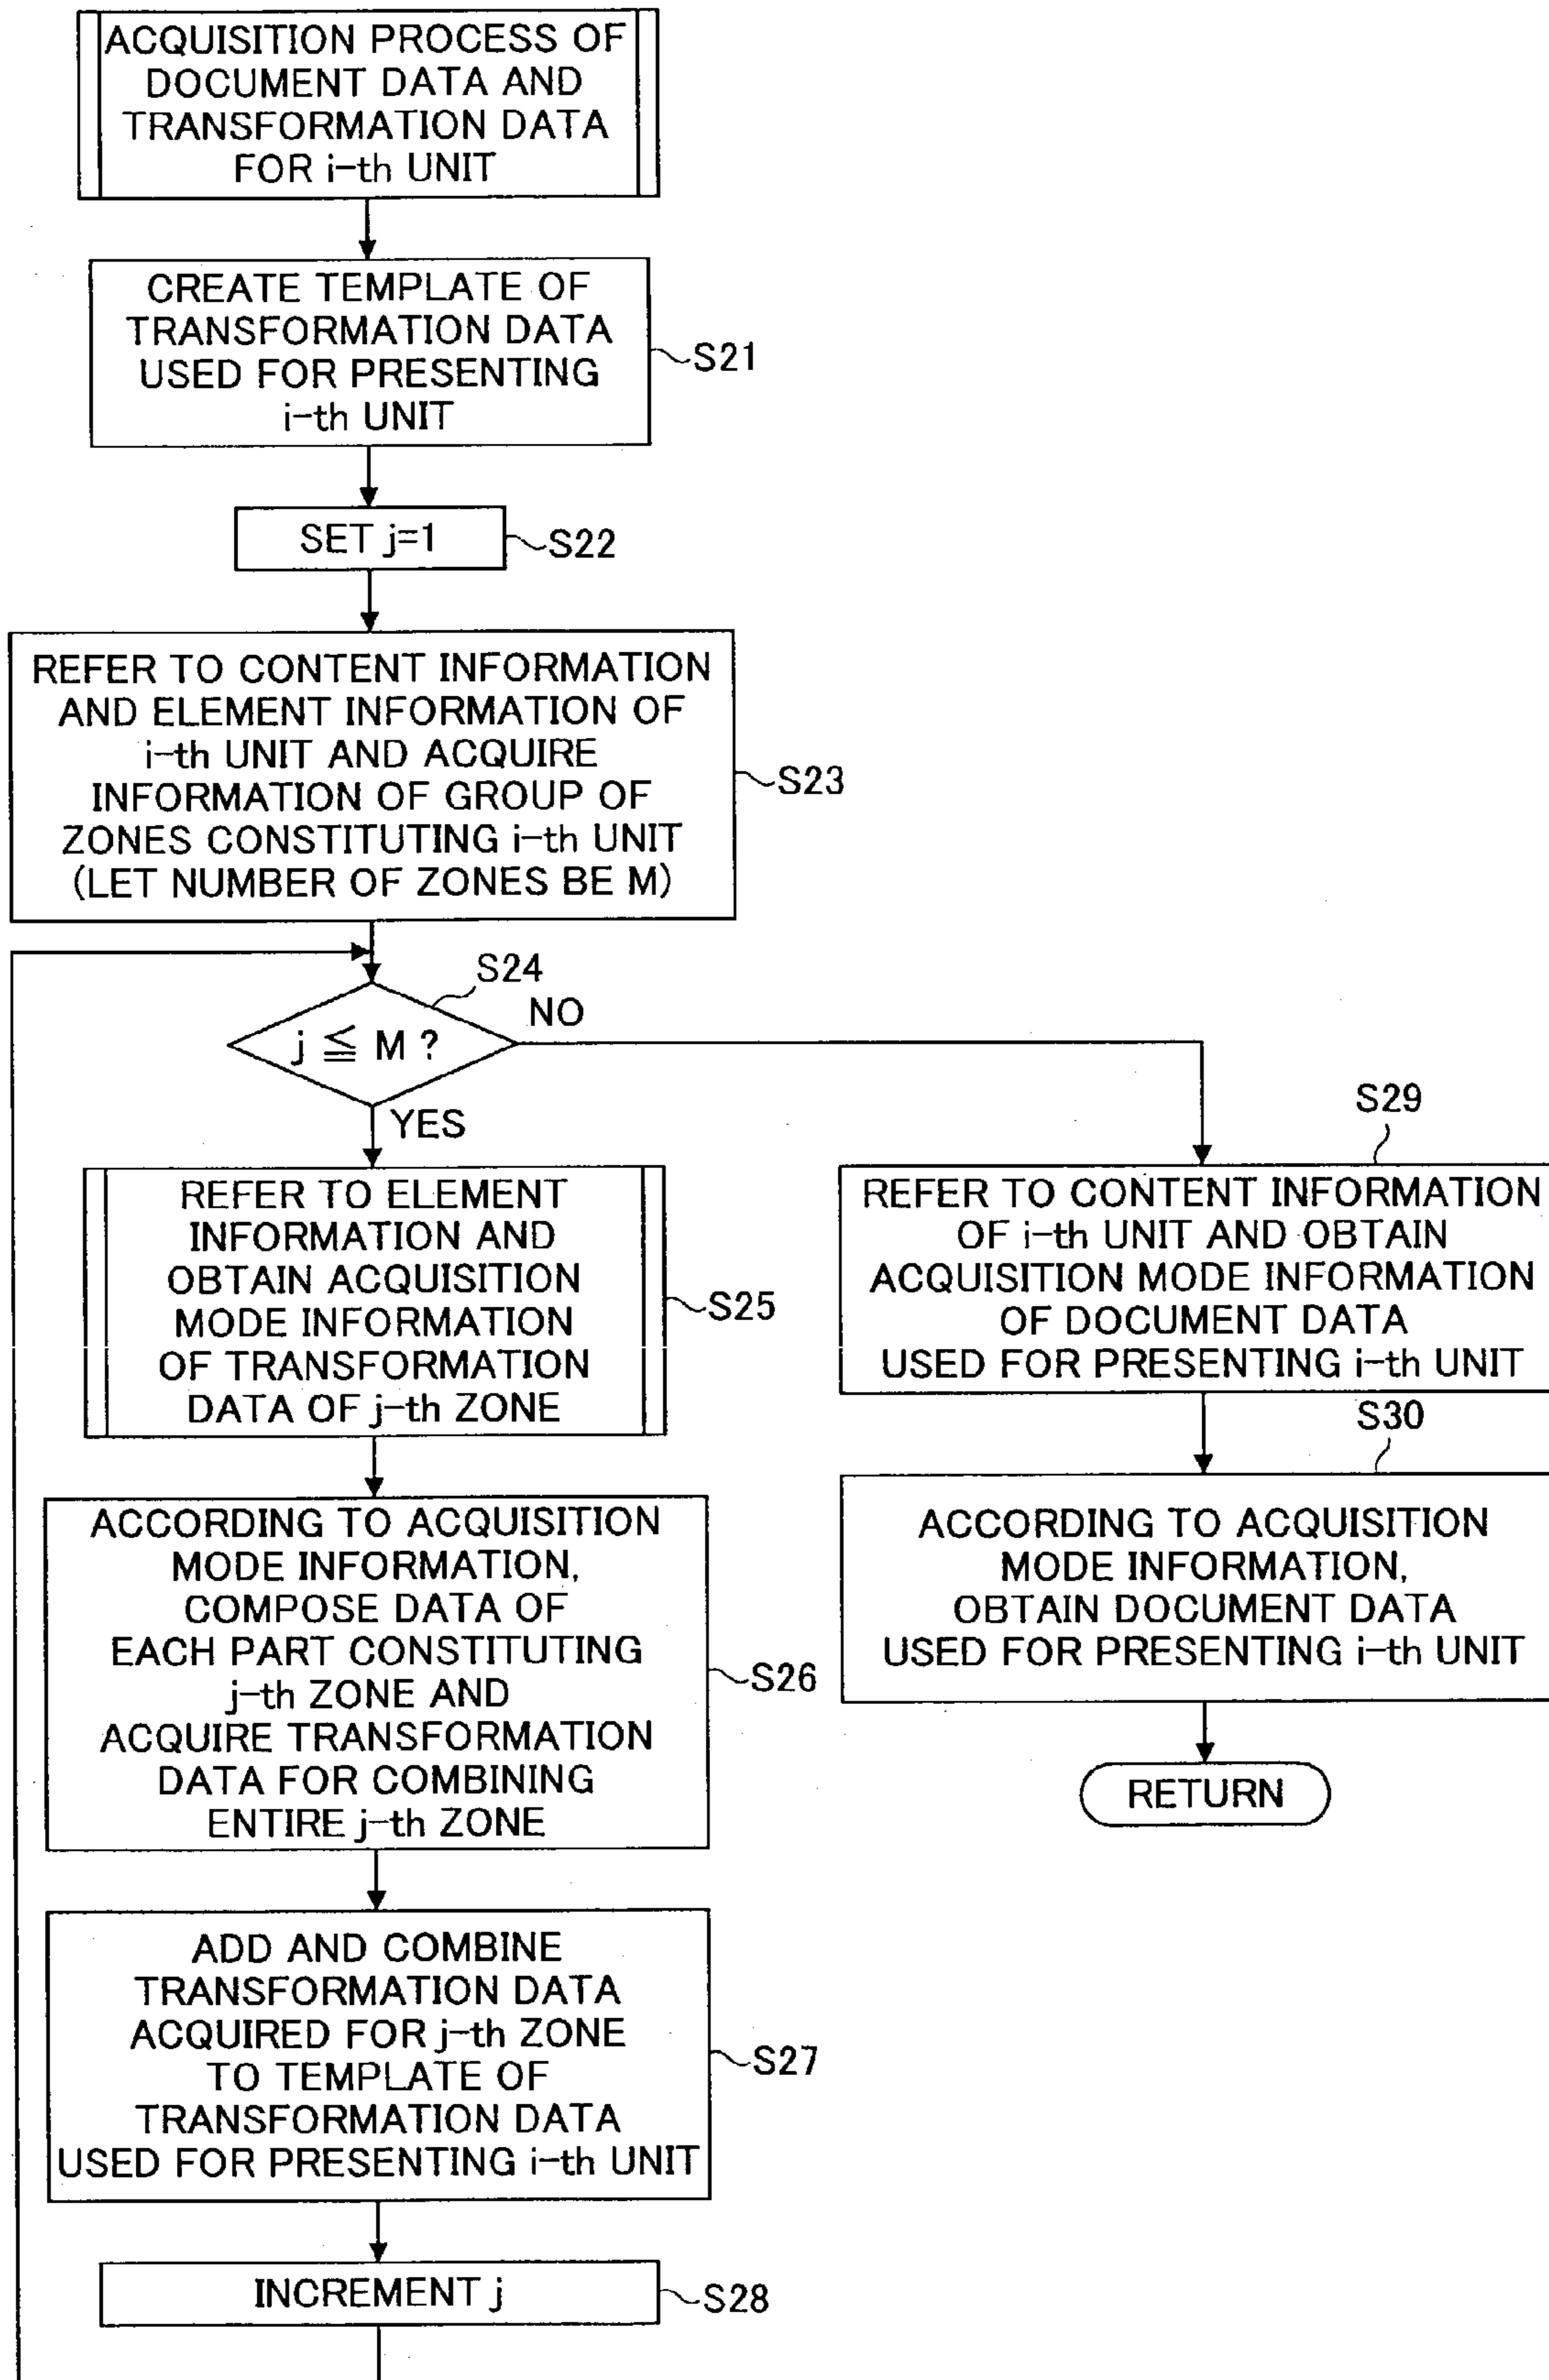 ACQUISITION PROCESS OF
DOCUMENT DATA AND
TRANSFORMATION DATA
FOR i-th UNIT
CREATE TEMPLATE OF
TRANSFORMATION DATA
USED FOR PRESENTING
i-th UNIT
S21
SET j=1
S22
REFER TO CONTENT INFORMATION
AND ELEMENT INFORMATION OF
i-th UNIT AND ACQUIRE
INFORMATION OF GROUP OF
ZONES CONSTITUTING i-th UNIT
(LET NUMBER OF ZONES BE M)
S23
S24
j ≦ M ?
NO
YES
REFER TO ELEMENT
INFORMATION AND
OBTAIN ACQUISITION
MODE INFORMATION
OF TRANSFORMATION
DATA OF j-th ZONE
S25
ACCORDING TO ACQUISITION
MODE INFORMATION,
COMPOSE DATA OF
EACH PART CONSTITUTING
j-th ZONE AND
ACQUIRE TRANSFORMATION
DATA FOR COMBINING
ENTIRE j-th ZONE
S26
ADD AND COMBINE
TRANSFORMATION DATA
ACQUIRED FOR j-th ZONE
TO TEMPLATE OF
TRANSFORMATION DATA
USED FOR PRESENTING i-th UNIT
S27
INCREMENT j
S28
S29
REFER TO CONTENT INFORMATION
OF i-th UNIT AND OBTAIN
ACQUISITION MODE INFORMATION
OF DOCUMENT DATA
USED FOR PRESENTING i-th UNIT
S30
ACCORDING TO ACQUISITION
MODE INFORMATION,
OBTAIN DOCUMENT DATA
USED FOR PRESENTING i-th UNIT
RETURN